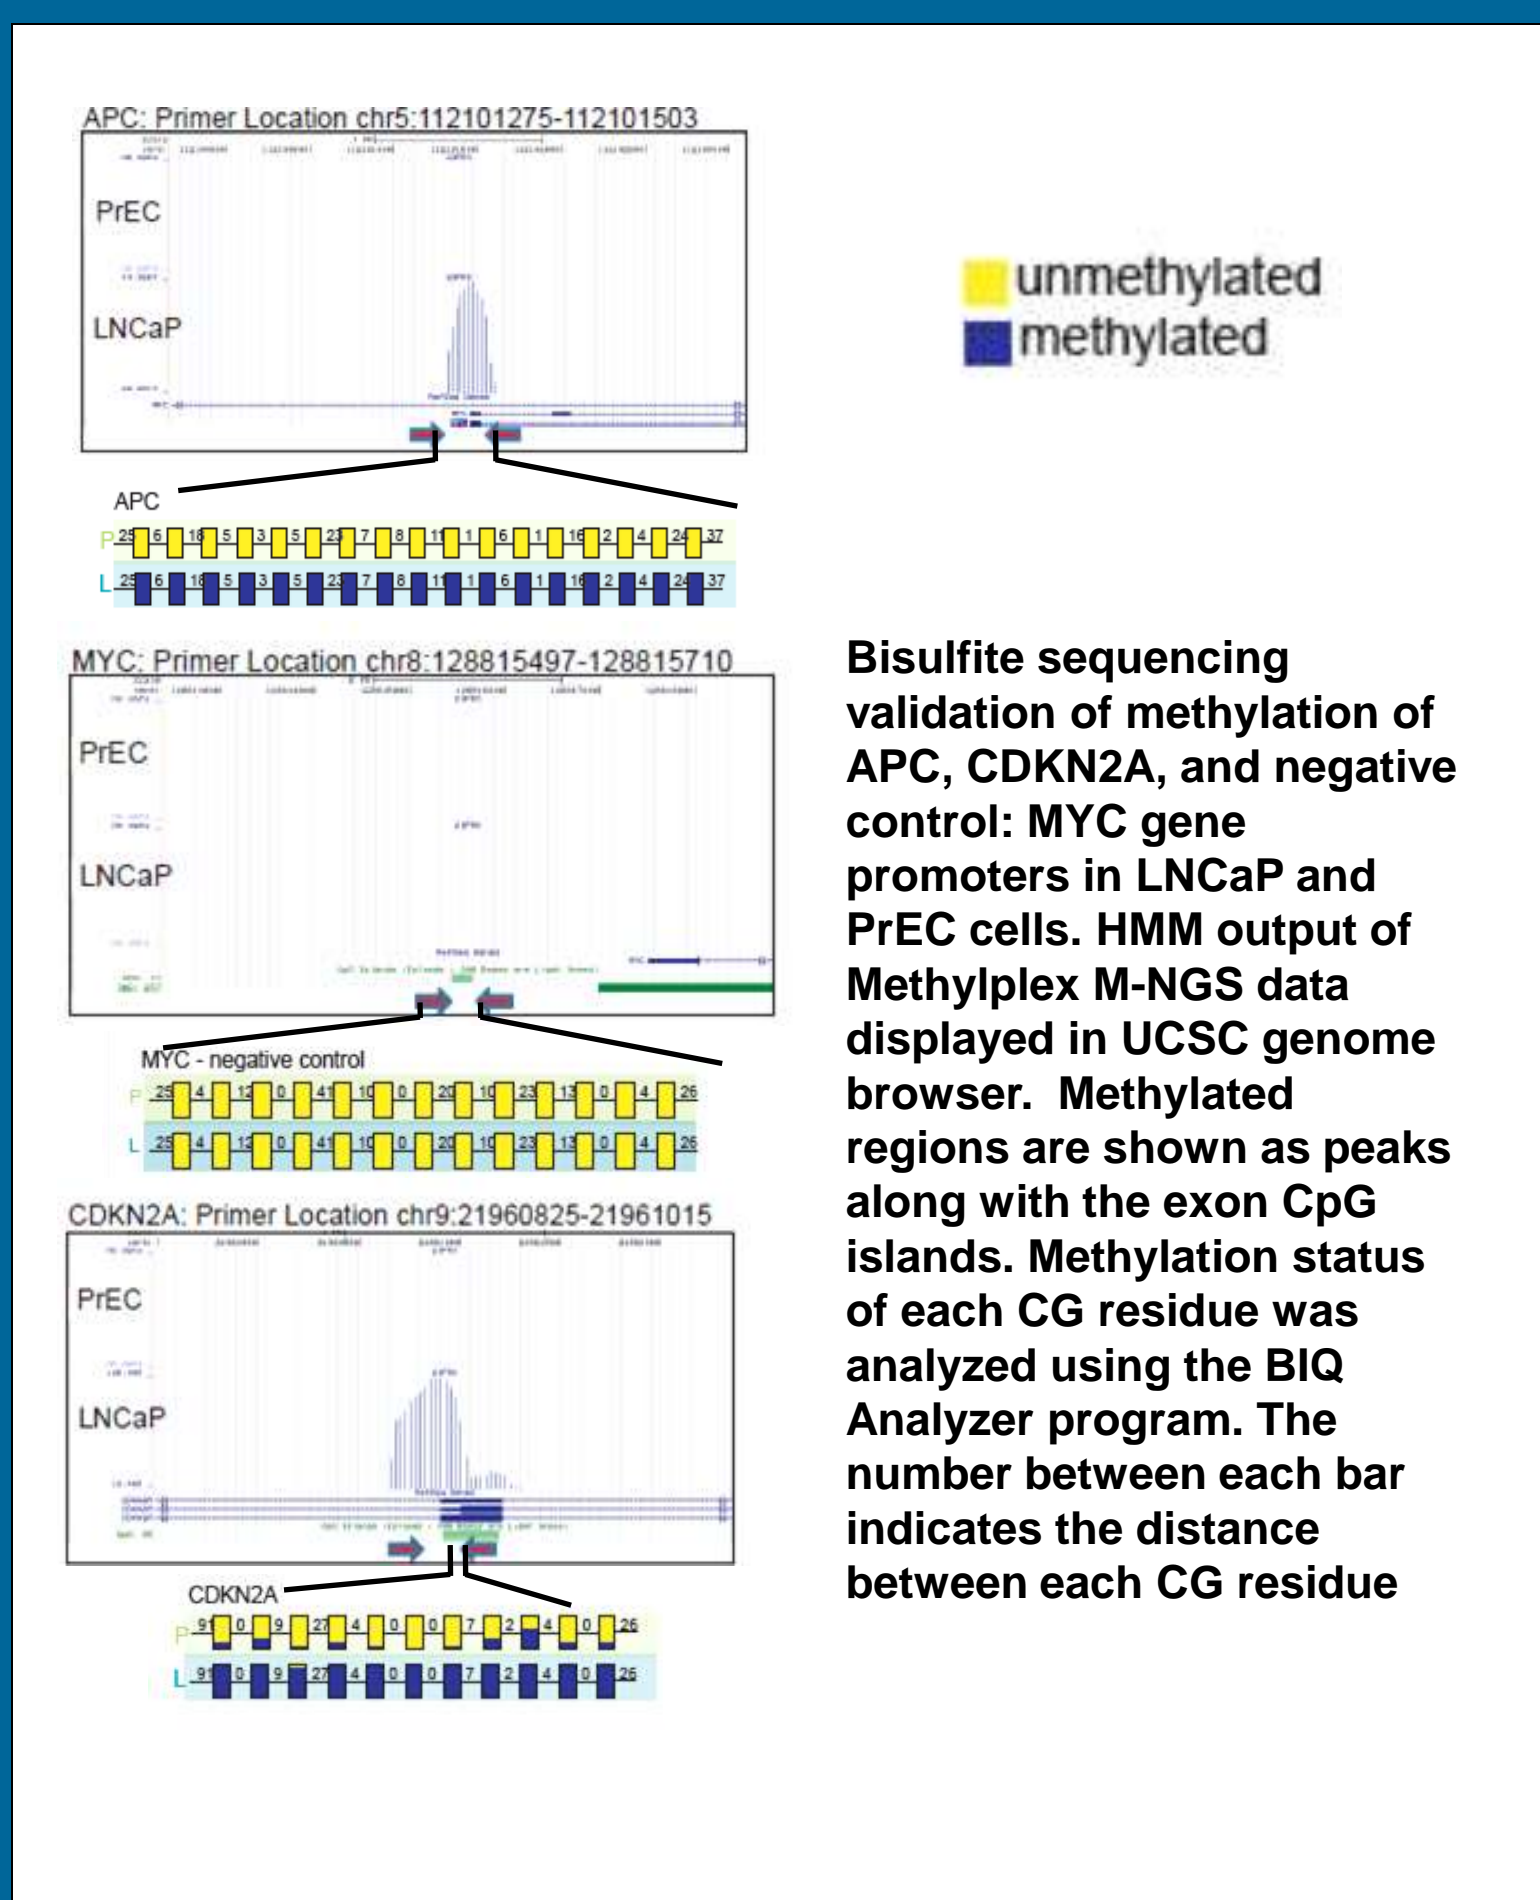 APC: Primer Location chr5:112101275-112101503
PrEC
LNCaP
unmethylated
methylated
APC
P 25 6 18 5 3 5 23 7 8 11 1 6 1 16 2 4 24 37
L 25 6 18 5 3 5 23 7 8 11 1 6 1 16 2 4 24 37
MYC: Primer Location chr8:128815497-128815710
PrEC
LNCaP
MYC - negative control
P 25 4 12 0 41 10 0 20 10 23 13 0 4 26
L 25 4 12 0 41 10 0 20 10 23 13 0 4 26
CDKN2A: Primer Location chr9:21960825-21961015
PrEC
LNCaP
CDKN2A
P 91 0 9 27 4 0 0 7 2 4 0 26
L 91 0 9 27 4 0 0 7 2 4 0 26
Bisulfite sequencing
validation of methylation of
APC, CDKN2A, and negative
control: MYC gene
promoters in LNCaP and
PrEC cells. HMM output of
Methylplex M-NGS data
displayed in UCSC genome
browser.  Methylated
regions are shown as peaks
along with the exon CpG
islands. Methylation status
of each CG residue was
analyzed using the BIQ
Analyzer program. The
number between each bar
indicates the distance
between each CG residue